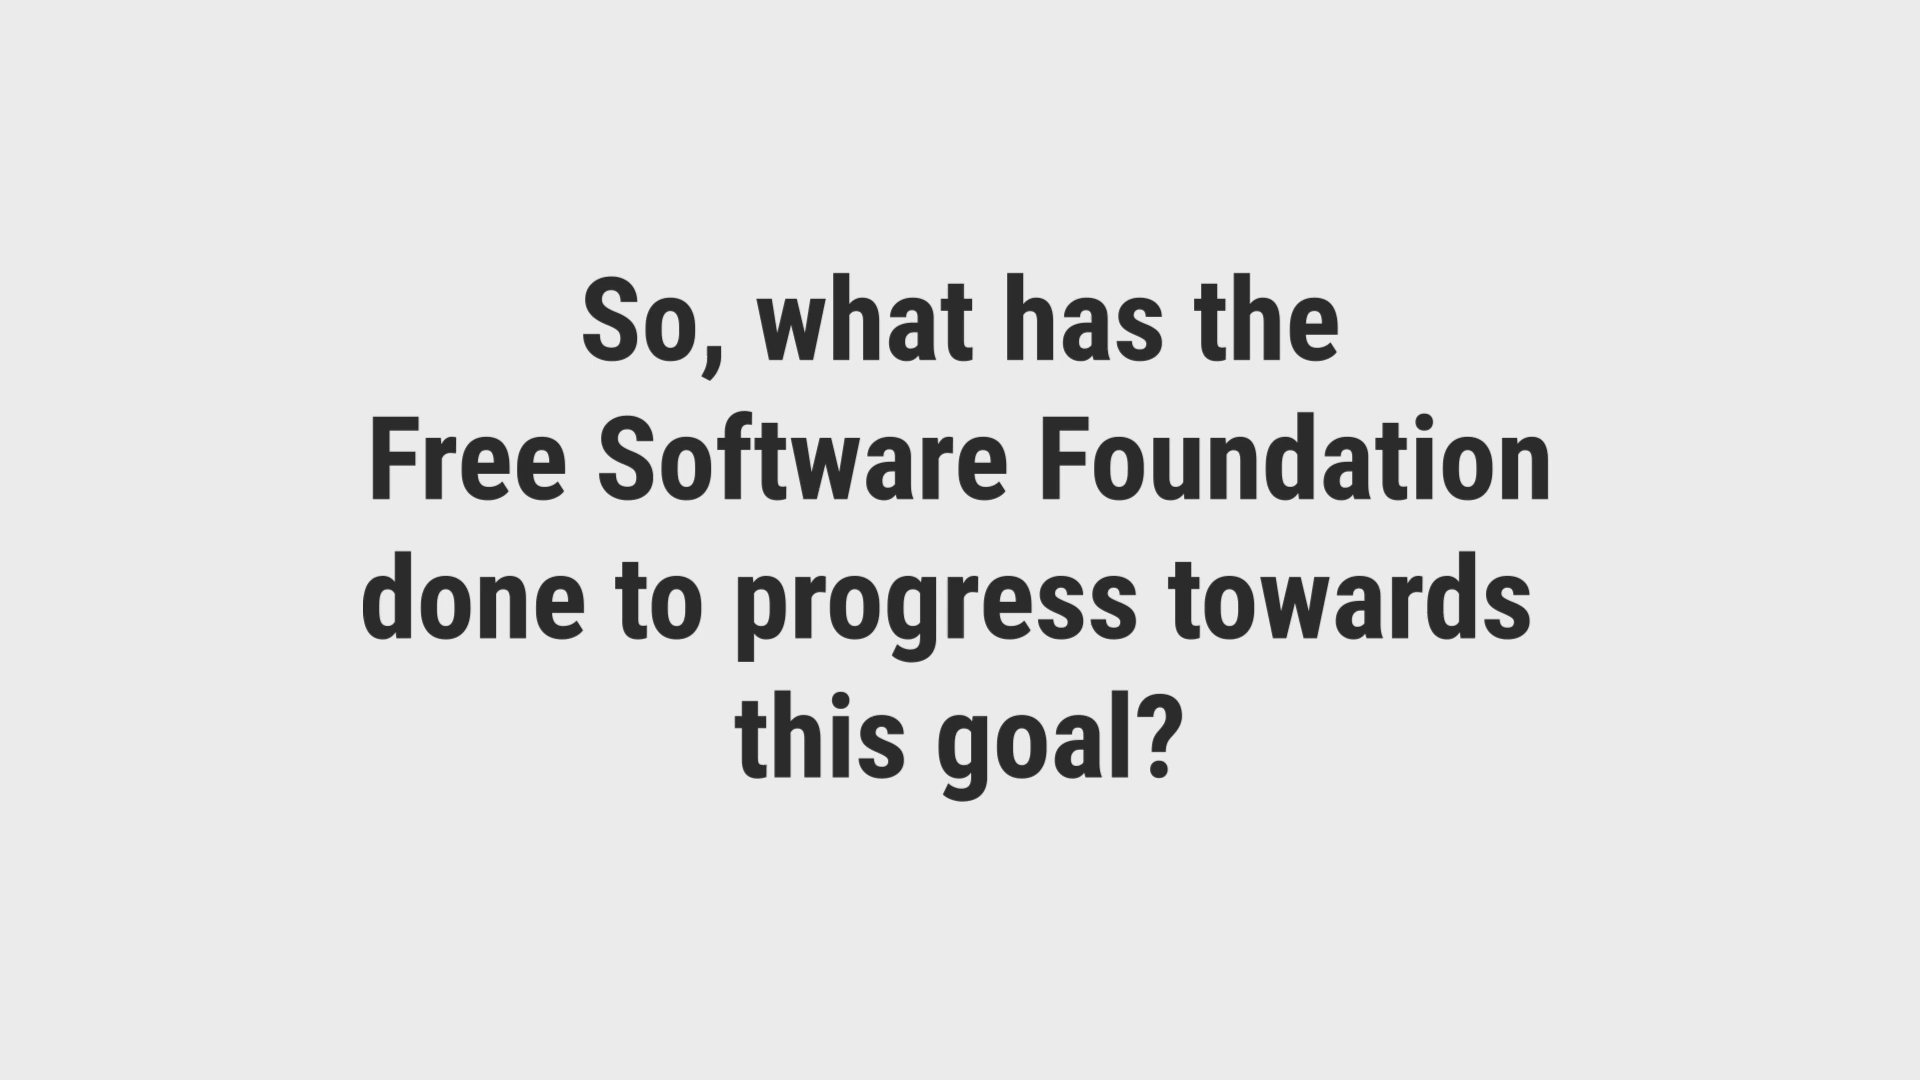 So, what has the
Free Software Foundation
done to progress towards
this goal?